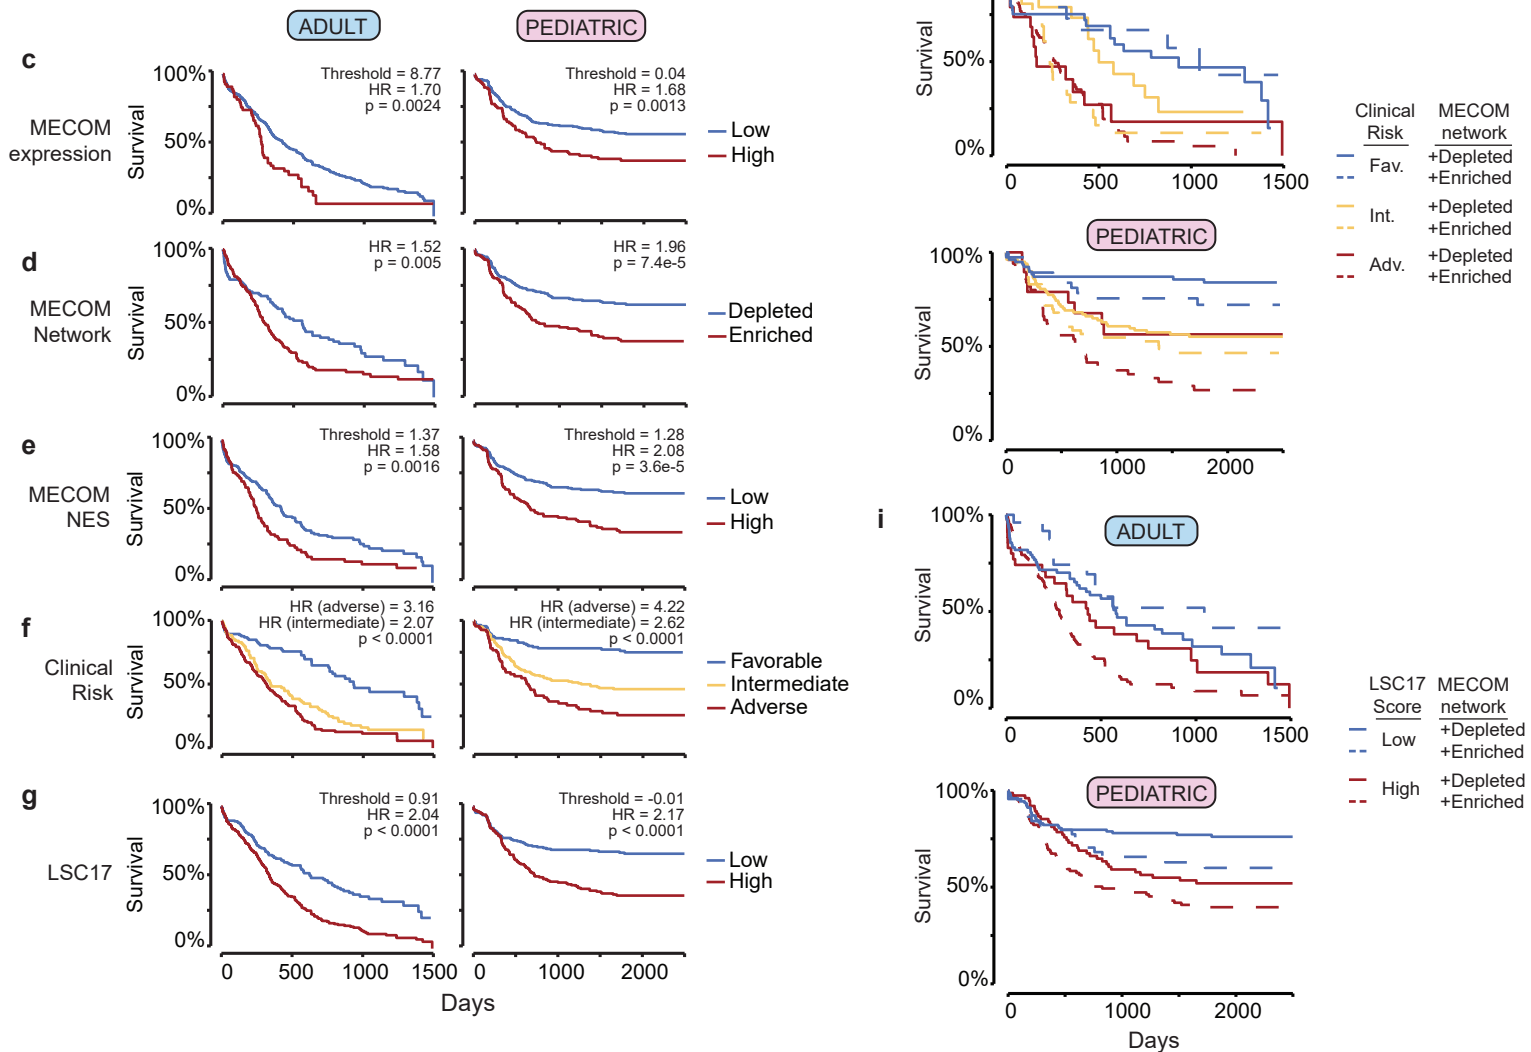 ADULT
PEDIATRIC
c
MECOM
expression
Survival
100%
50%
0%
Threshold = 8.77
HR = 1.70
p = 0.0024
Threshold = 0.04
HR = 1.68
p = 0.0013
Low
High
d
MECOM
Network
Survival
100%
50%
0%
HR = 1.52
p = 0.005
HR = 1.96
p = 7.4e-5
Depleted
Enriched
e
MECOM
NES
Survival
100%
50%
0%
Threshold = 1.37
HR = 1.58
p = 0.0016
Threshold = 1.28
HR = 2.08
p = 3.6e-5
Low
High
f
Clinical
Risk
Survival
100%
50%
0%
HR (adverse) = 3.16
HR (intermediate) = 2.07
p < 0.0001
HR (adverse) = 4.22
HR (intermediate) = 2.62
p < 0.0001
Favorable
Intermediate
Adverse
g
LSC17
Survival
100%
50%
0%
Threshold = 0.91
HR = 2.04
p < 0.0001
Threshold = -0.01
HR = 2.17
p < 0.0001
Low
High
0 500 1000 1500
0 1000 2000
Days
Survival
50%
0%
0 500 1000 1500
Clinical MECOM
Risk network
Fav. +Depleted
+Enriched
Int. +Depleted
+Enriched
Adv. +Depleted
+Enriched
PEDIATRIC
Survival
100%
50%
0%
0 1000 2000
i
ADULT
Survival
100%
50%
0%
0 500 1000 1500
LSC17 MECOM
Score network
Low +Depleted
+Enriched
High +Depleted
+Enriched
PEDIATRIC
Survival
100%
50%
0%
0 1000 2000
Days